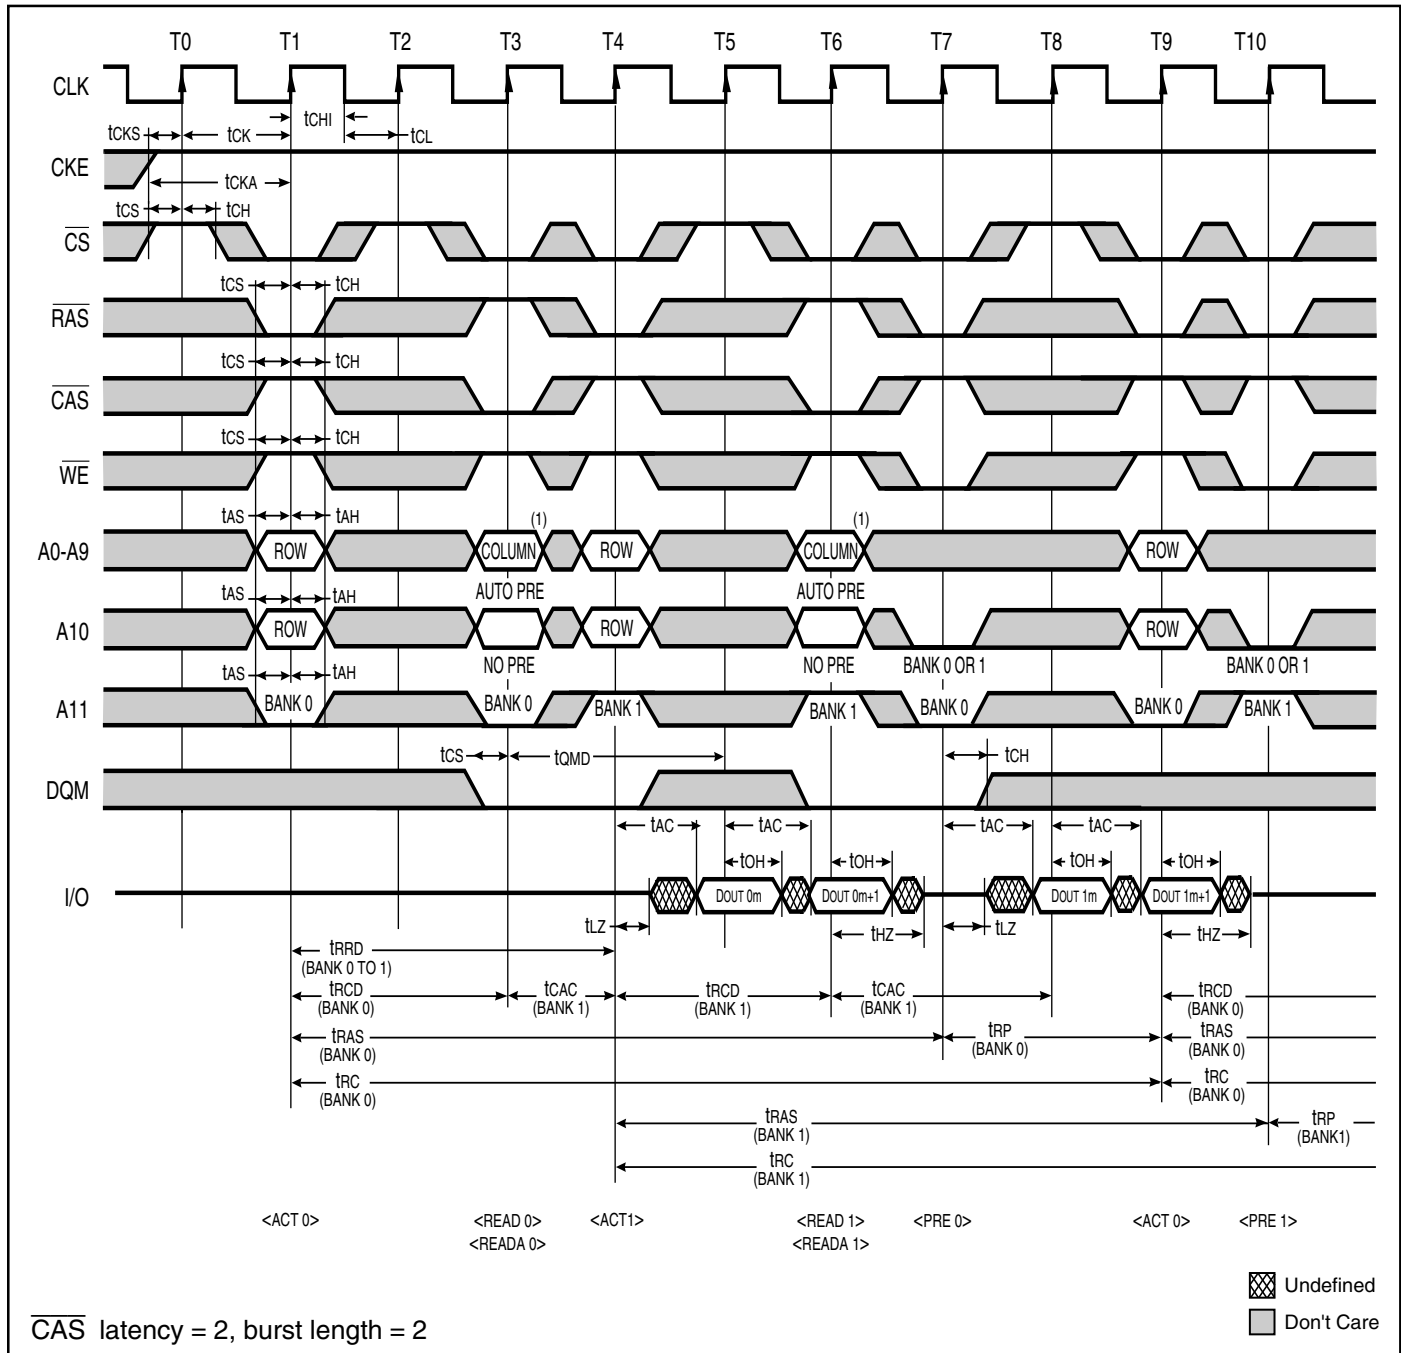 T0 T1 T2 T3 T4 T5 T6 T7 T8 T9 T10
CLK
tCHI
tCKS tCK tCL
CKE
tCKA
tCS tCH
CS
tCS tCH
RAS
tCS tCH
CAS
tCS tCH
WE
tAS tAH (1) (1)
A0-A9 ROW COLUMN ROW COLUMN ROW
AUTO PRE AUTO PRE
tAS tAH
A10 ROW ROW ROW
NO PRE NO PRE BANK 0 OR 1 BANK 0 OR 1
tAS tAH
A11 BANK 0 BANK 0 BANK 1 BANK 1 BANK 0 BANK 0 BANK 1
tCS tQMD tCH
DQM
tAC tAC tAC tAC
tOH tOH tOH tOH
I/O DOUT 0m DOUT 0m+1 DOUT 1m DOUT 1m+1
tLZ tHZ tLZ tHZ
tRRD
(BANK 0 TO 1)
tRCD tCAC tRCD tCAC tRCD
(BANK 0) (BANK 1) (BANK 1) (BANK 1) (BANK 0)
tRAS tRP tRAS
(BANK 0) (BANK 0) (BANK 0)
tRC tRC
(BANK 0) (BANK 0)
tRAS tRP
(BANK 1) (BANK1)
tRC
(BANK 1)
<ACT 0> <READ 0> <ACT1> <READ 1> <PRE 0> <ACT 0> <PRE 1>
<READA 0> <READA 1>
Undefined
Don't Care
CAS latency = 2, burst length = 2